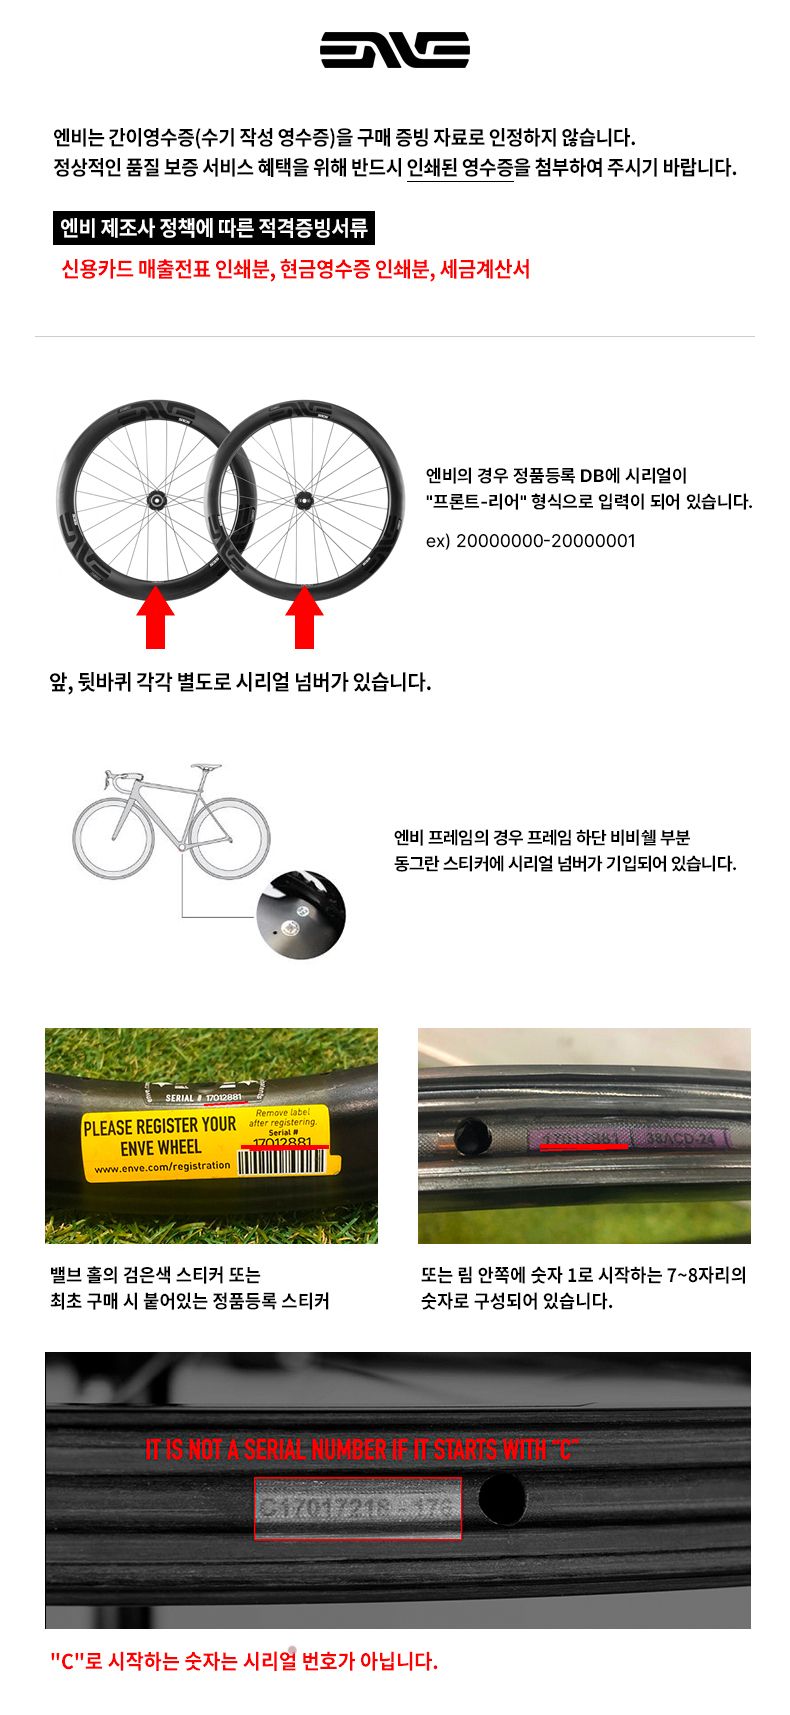 ENVE
엔비는 간이영수증(수기 작성 영수증)을 구매 증빙 자료로 인정하지 않습니다.
정상적인 품질 보증 서비스 혜택을 위해 반드시 인쇄된 영수증을 첨부하여 주시기 바랍니다.
엔비 제조사 정책에 따른 적격증빙서류
신용카드 매출전표 인쇄분, 현금영수증 인쇄분, 세금계산서
엔비의 경우 정품등록 DB에 시리얼이
"프론트-리어" 형식으로 입력이 되어 있습니다.
ex) 20000000-20000001
앞, 뒷바퀴 각각 별도로 시리얼 넘버가 있습니다.
엔비 프레임의 경우 프레임 하단 비비쉘 부분
동그란 스티커에 시리얼 넘버가 기입되어 있습니다.
SERIAL # 17012881
PLEASE REGISTER YOUR
ENVE WHEEL
www.enve.com/registration
Remove label
after registering.
Serial #
17012881
17012881 38ACD-24
밸브 홀의 검은색 스티커 또는
최초 구매 시 붙어있는 정품등록 스티커
또는 림 안쪽에 숫자 1로 시작하는 7~8자리의
숫자로 구성되어 있습니다.
IT IS NOT A SERIAL NUMBER IF IT STARTS WITH "C"
C17017218 - 176
"C"로 시작하는 숫자는 시리얼 번호가 아닙니다.